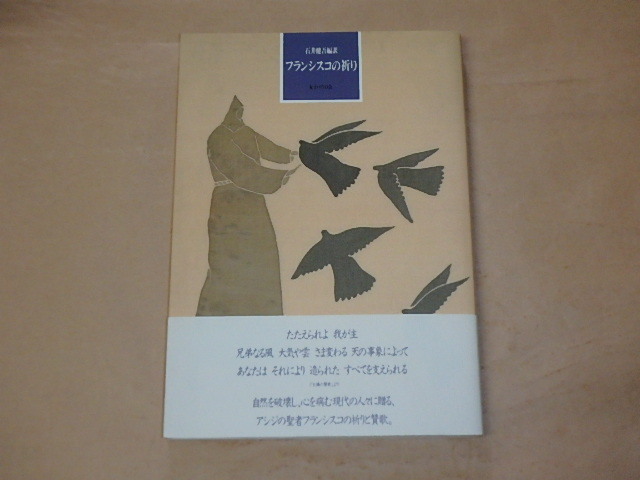 石井健吾編訳
フランシスコの祈り
たたえられよ 我が主
兄弟なる風 大気や雲 さま変わる 天の事象によって
あなたは それにより 造られた すべてを支えられる
自然を破壊し、心を病む現代の人々に贈る、
アシジの聖者フランシスコの祈りと賛歌。